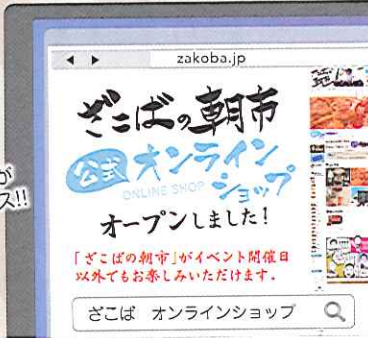 zakoba.jp
ざこばの朝市
公式オンライン
ONLINE SHOP ショップ
オープンしました!
「ざこばの朝市」がイベント開催日
以外でもお楽しみいただけます。
ざこば オンラインショップ
が
ス!!